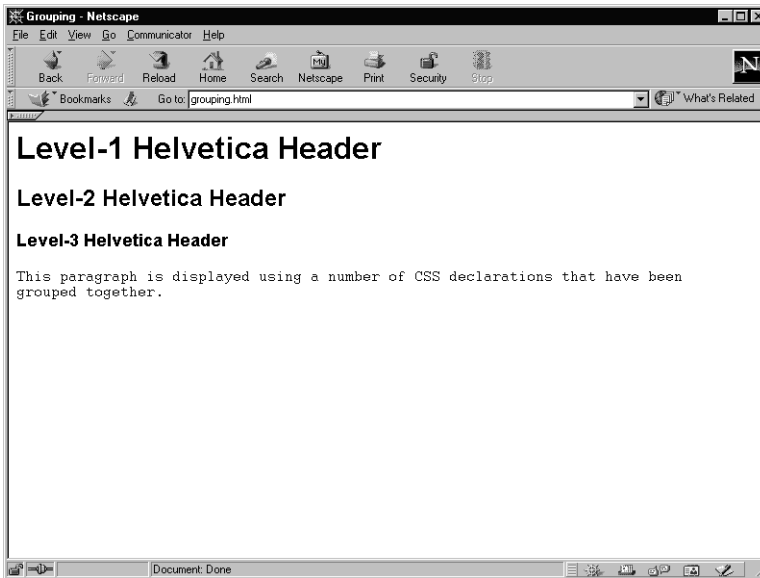 Grouping - Netscape
File Edit View Go Communicator Help
Back Forward Reload Home Search My Netscape Print Security Stop
N
Bookmarks Go to: grouping.html What's Related
Level-1 Helvetica Header
Level-2 Helvetica Header
Level-3 Helvetica Header
This paragraph is displayed using a number of CSS declarations that have been
grouped together.
Document: Done